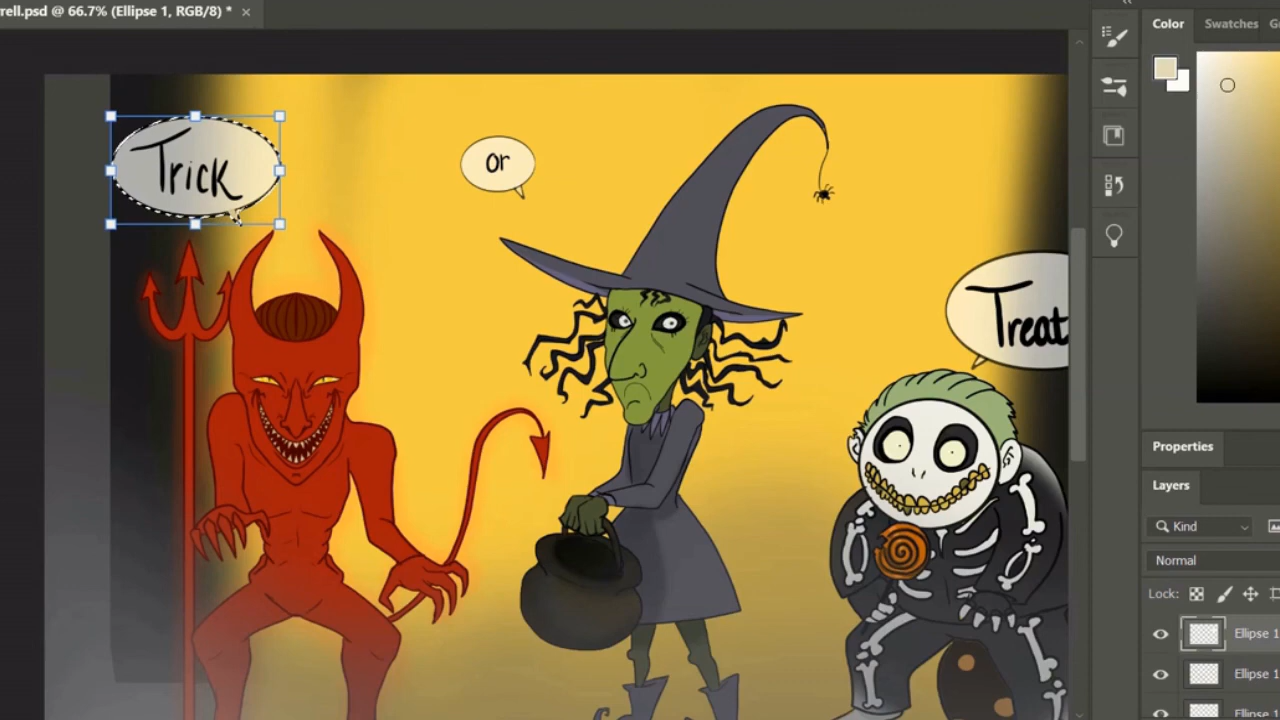 rell.psd @ 66.7% (Ellipse 1, RGB/8) * ×
Color Swatches
Trick
or
Treat
Properties
Layers
Kind
Normal
Lock:
Ellipse 1
Ellipse 1